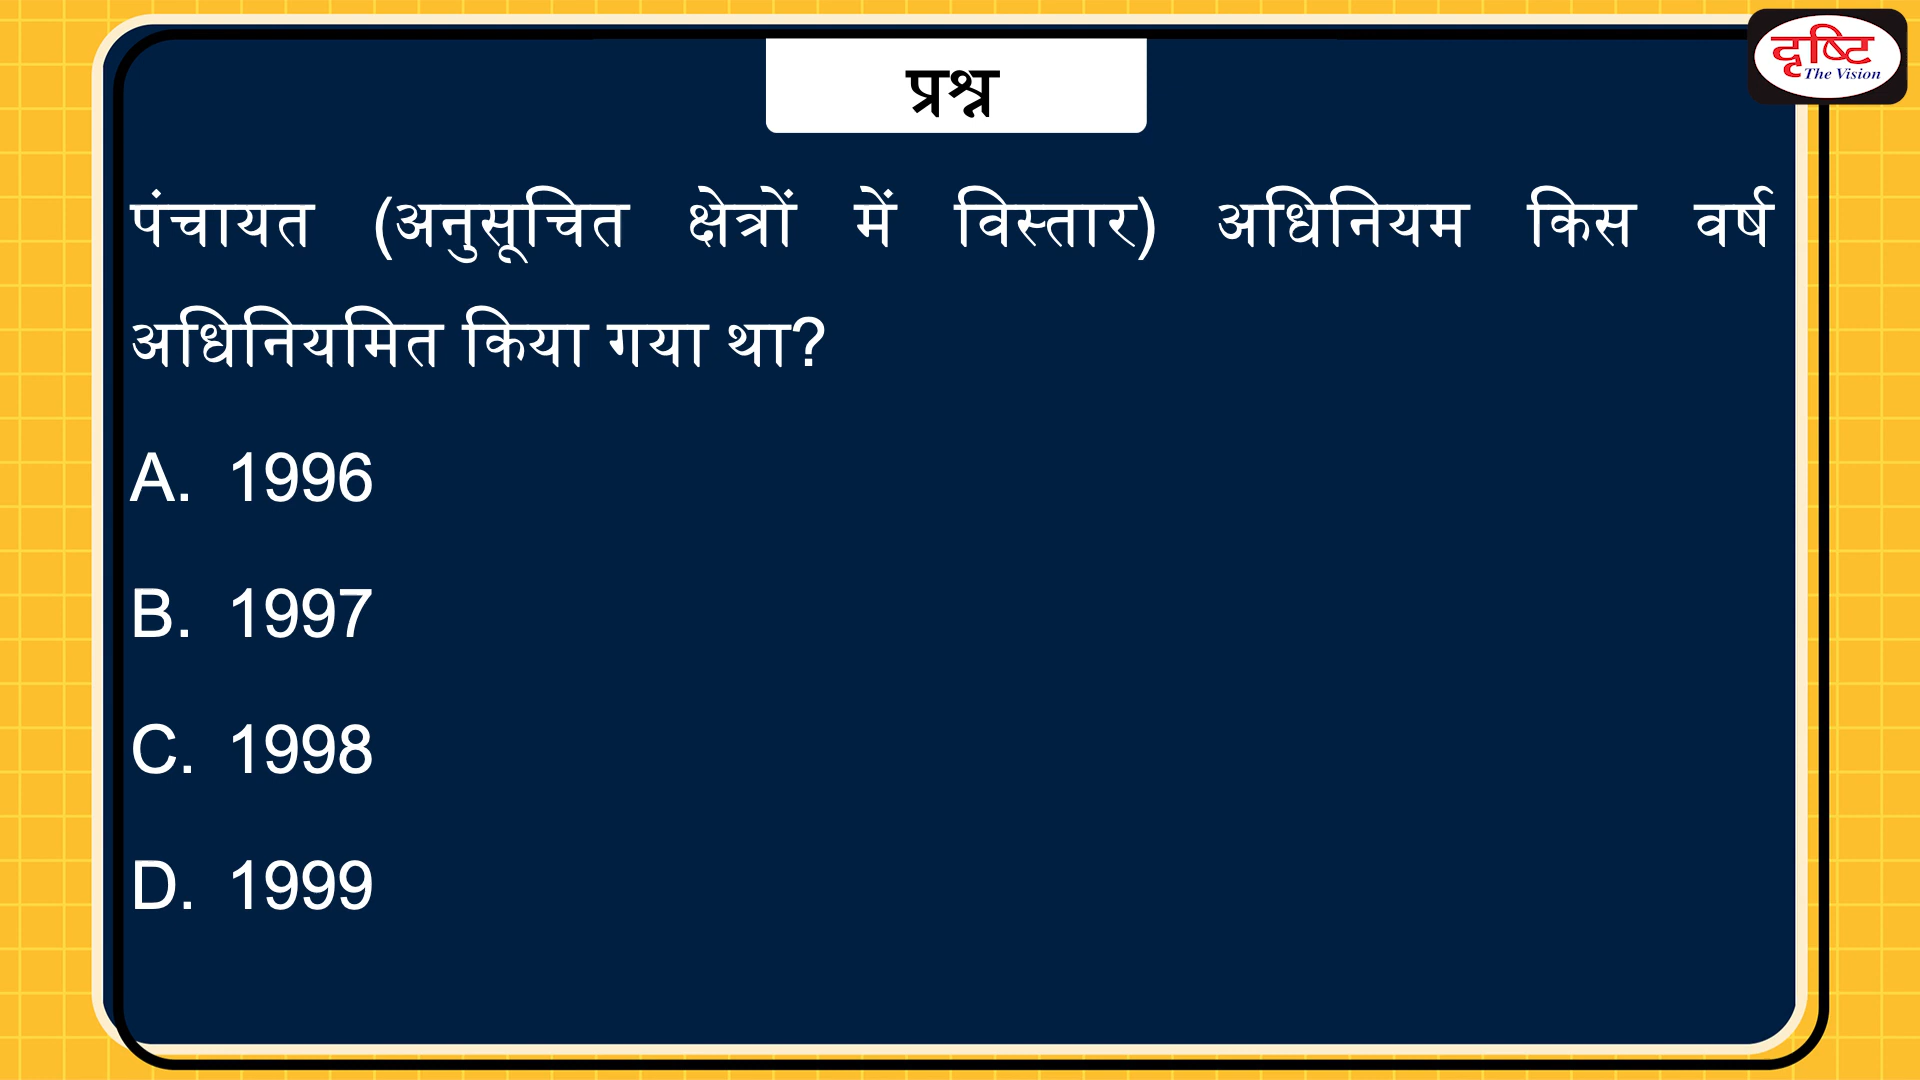 प्रश्न
दृष्टि
The Vision
पंचायत (अनुसूचित क्षेत्रों में विस्तार) अधिनियम किस वर्ष
अधिनियमित किया गया था?
A. 1996
B. 1997
C. 1998
D. 1999